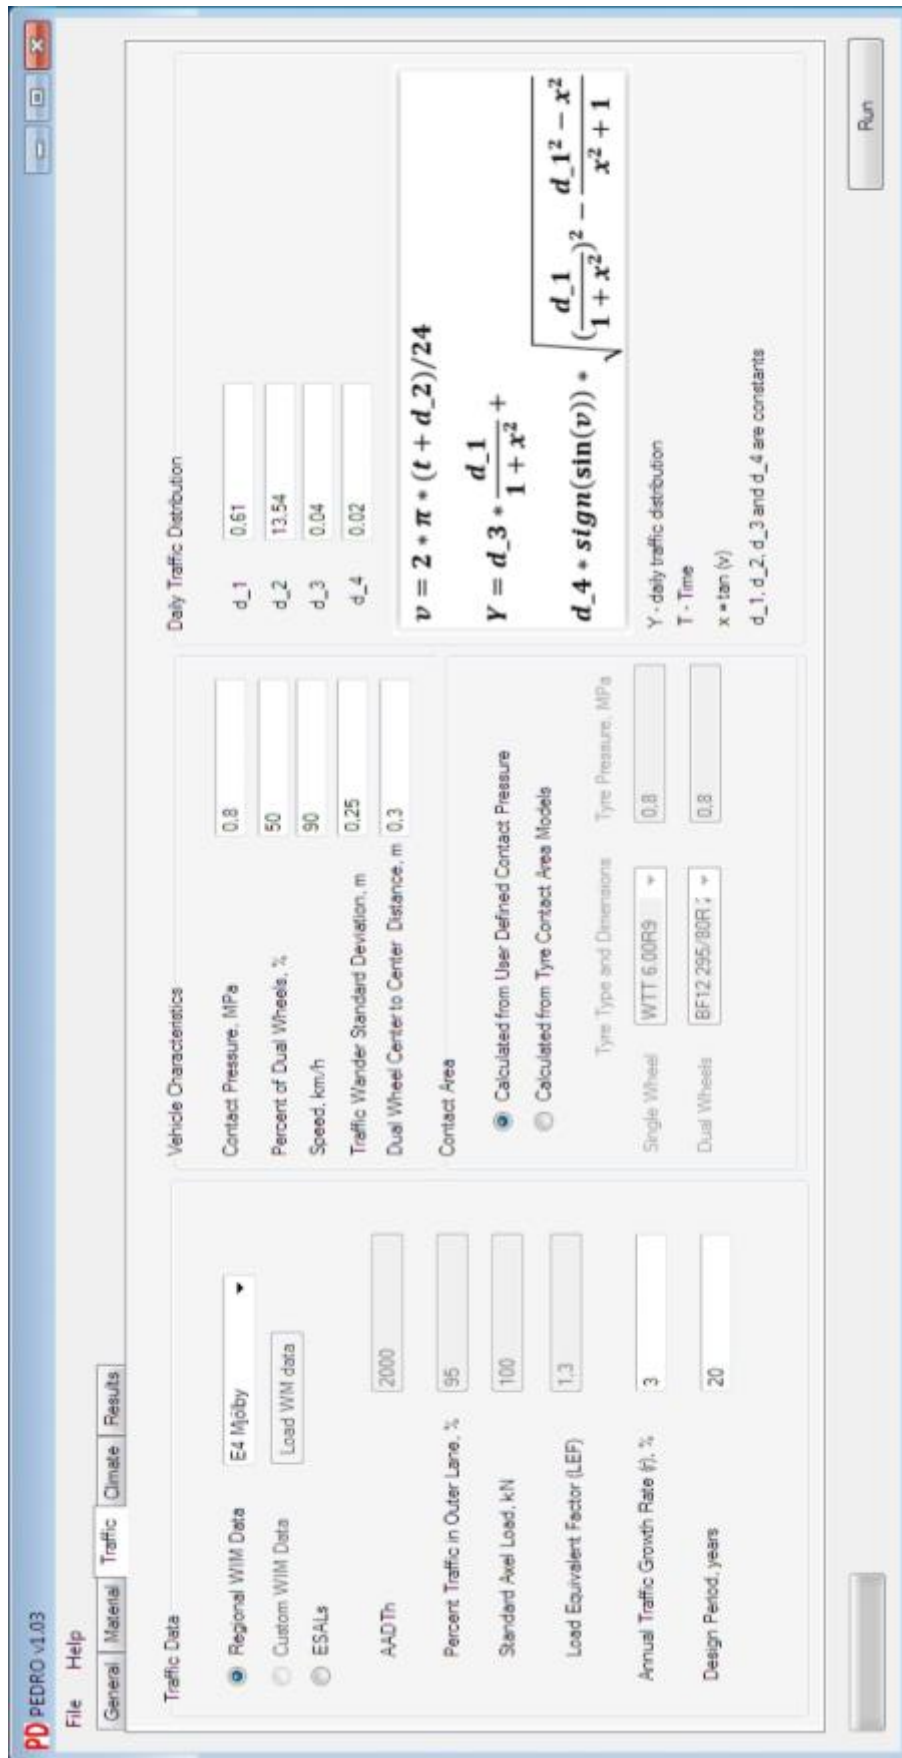 PD PEDRO v1.03
File Help
General Material Traffic Climate Results
Traffic Data
Regional WIM Data E4 Mjölby
Custom WIM Data Load WM data
ESALs
AADTh 2000
Percent Traffic in Outer Lane, % 95
Standard Axel Load, kN 100
Load Equivalent Factor (LEF) 1,3
Annual Traffic Growth Rate (r), % 3
Design Period, years 20
Vehicle Characteristics
Contact Pressure, MPa 0.8
Percent of Dual Wheels, % 50
Speed, km/h 90
Traffic Wander Standard Deviation, m 0.25
Dual Wheel Center to Center Distance, m 0,3
Contact Area
Calculated from User Defined Contact Pressure
Calculated from Tyre Contact Area Models
Tyre Type and Dimensions Tyre Pressure, MPa
Single Wheel WTT 6.00R9 0,8
Dual Wheels BF12 295/80R 0,8
Daily Traffic Distribution
d_1 0.61
d_2 13.54
d_3 0.04
d_4 0.02
v = 2 * π * (t + d_2)/24
Y = d_3 * d_1 / 1 + x² +
d_4 * sign(sin(v)) * √((d_1 / 1 + x²)² − d_1² − x² / x² + 1)
Y - daily traffic distribution
T - Time
x = tan (v)
d_1, d_2, d_3 and d_4 are constants
Run